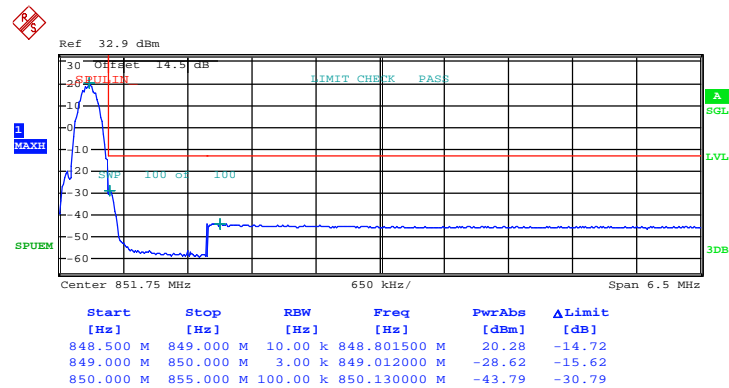 R S
Ref 32.9 dBm
Offset 14.5 dB
SPULIN
LIMIT CHECK PASS
30
20
10
0
-10
-20
-30
-40
-50
-60
SWP 100 of 100
1
MAXH
SPUEM
A
SGL
LVL
3DB
Center 851.75 MHz 650 kHz/ Span 6.5 MHz
Start Stop RBW Freq PwrAbs ΔLimit
[Hz] [Hz] [Hz] [Hz] [dBm] [dB]
848.500 M 849.000 M 10.00 k 848.801500 M 20.28 -14.72
849.000 M 850.000 M 3.00 k 849.012000 M -28.62 -15.62
850.000 M 855.000 M 100.00 k 850.130000 M -43.79 -30.79